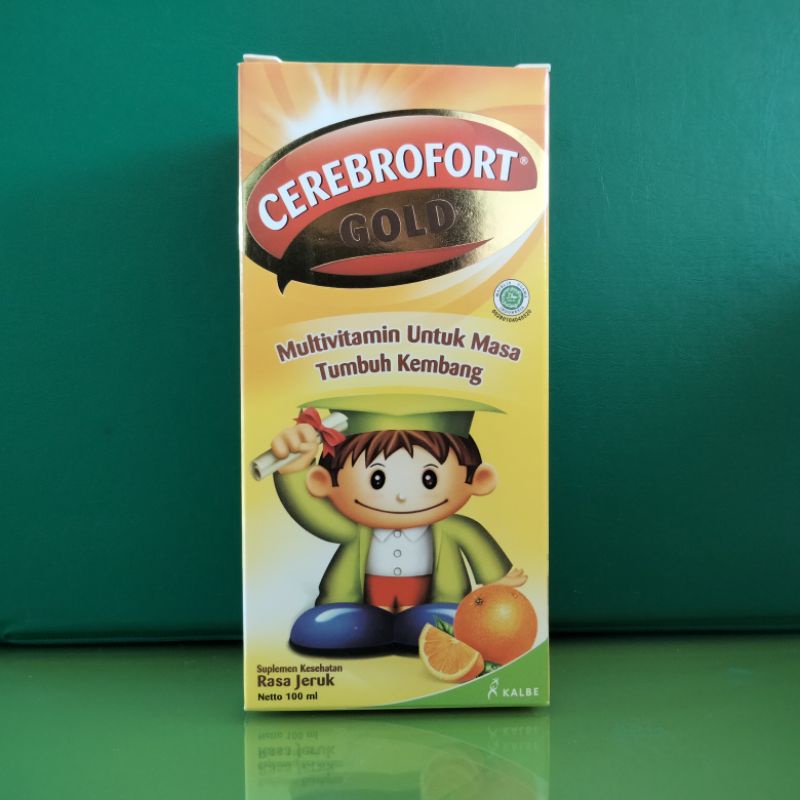 CEREBROFORT®
GOLD
Multivitamin Untuk Masa
Tumbuh Kembang
Suplemen Kesehatan
Rasa Jeruk
Netto 100 ml
KALBE